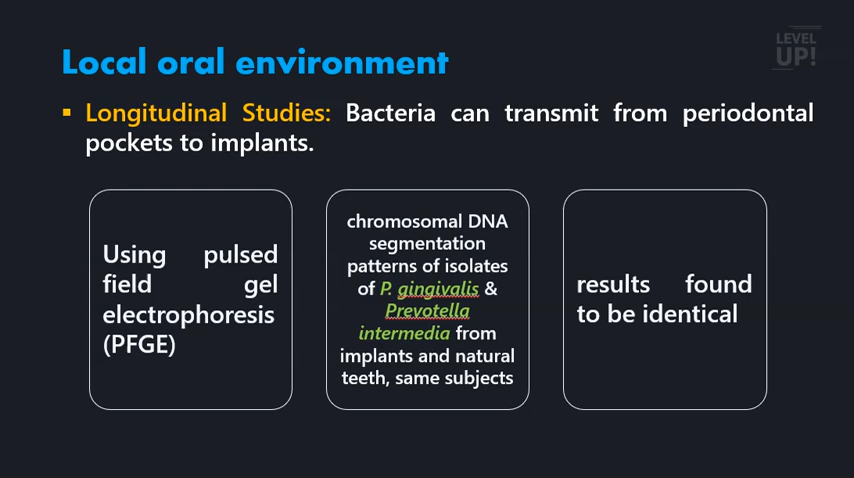 LEVEL
UP!
Local oral environment
Longitudinal Studies: Bacteria can transmit from periodontal
pockets to implants.
Using pulsed
field gel
electrophoresis
(PFGE)
chromosomal DNA
segmentation
patterns of isolates
of P. gingivalis &
Prevotella
intermedia from
implants and natural
teeth, same subjects
results found
to be identical